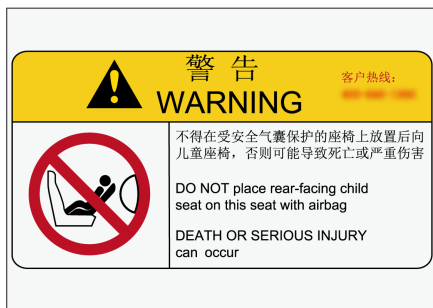 警告
客户热线：
WARNING
不得在受安全气囊保护的座椅上放置后向
儿童座椅，否则可能导致死亡或严重伤害
DO NOT place rear-facing child
seat on this seat with airbag
DEATH OR SERIOUS INJURY
can occur